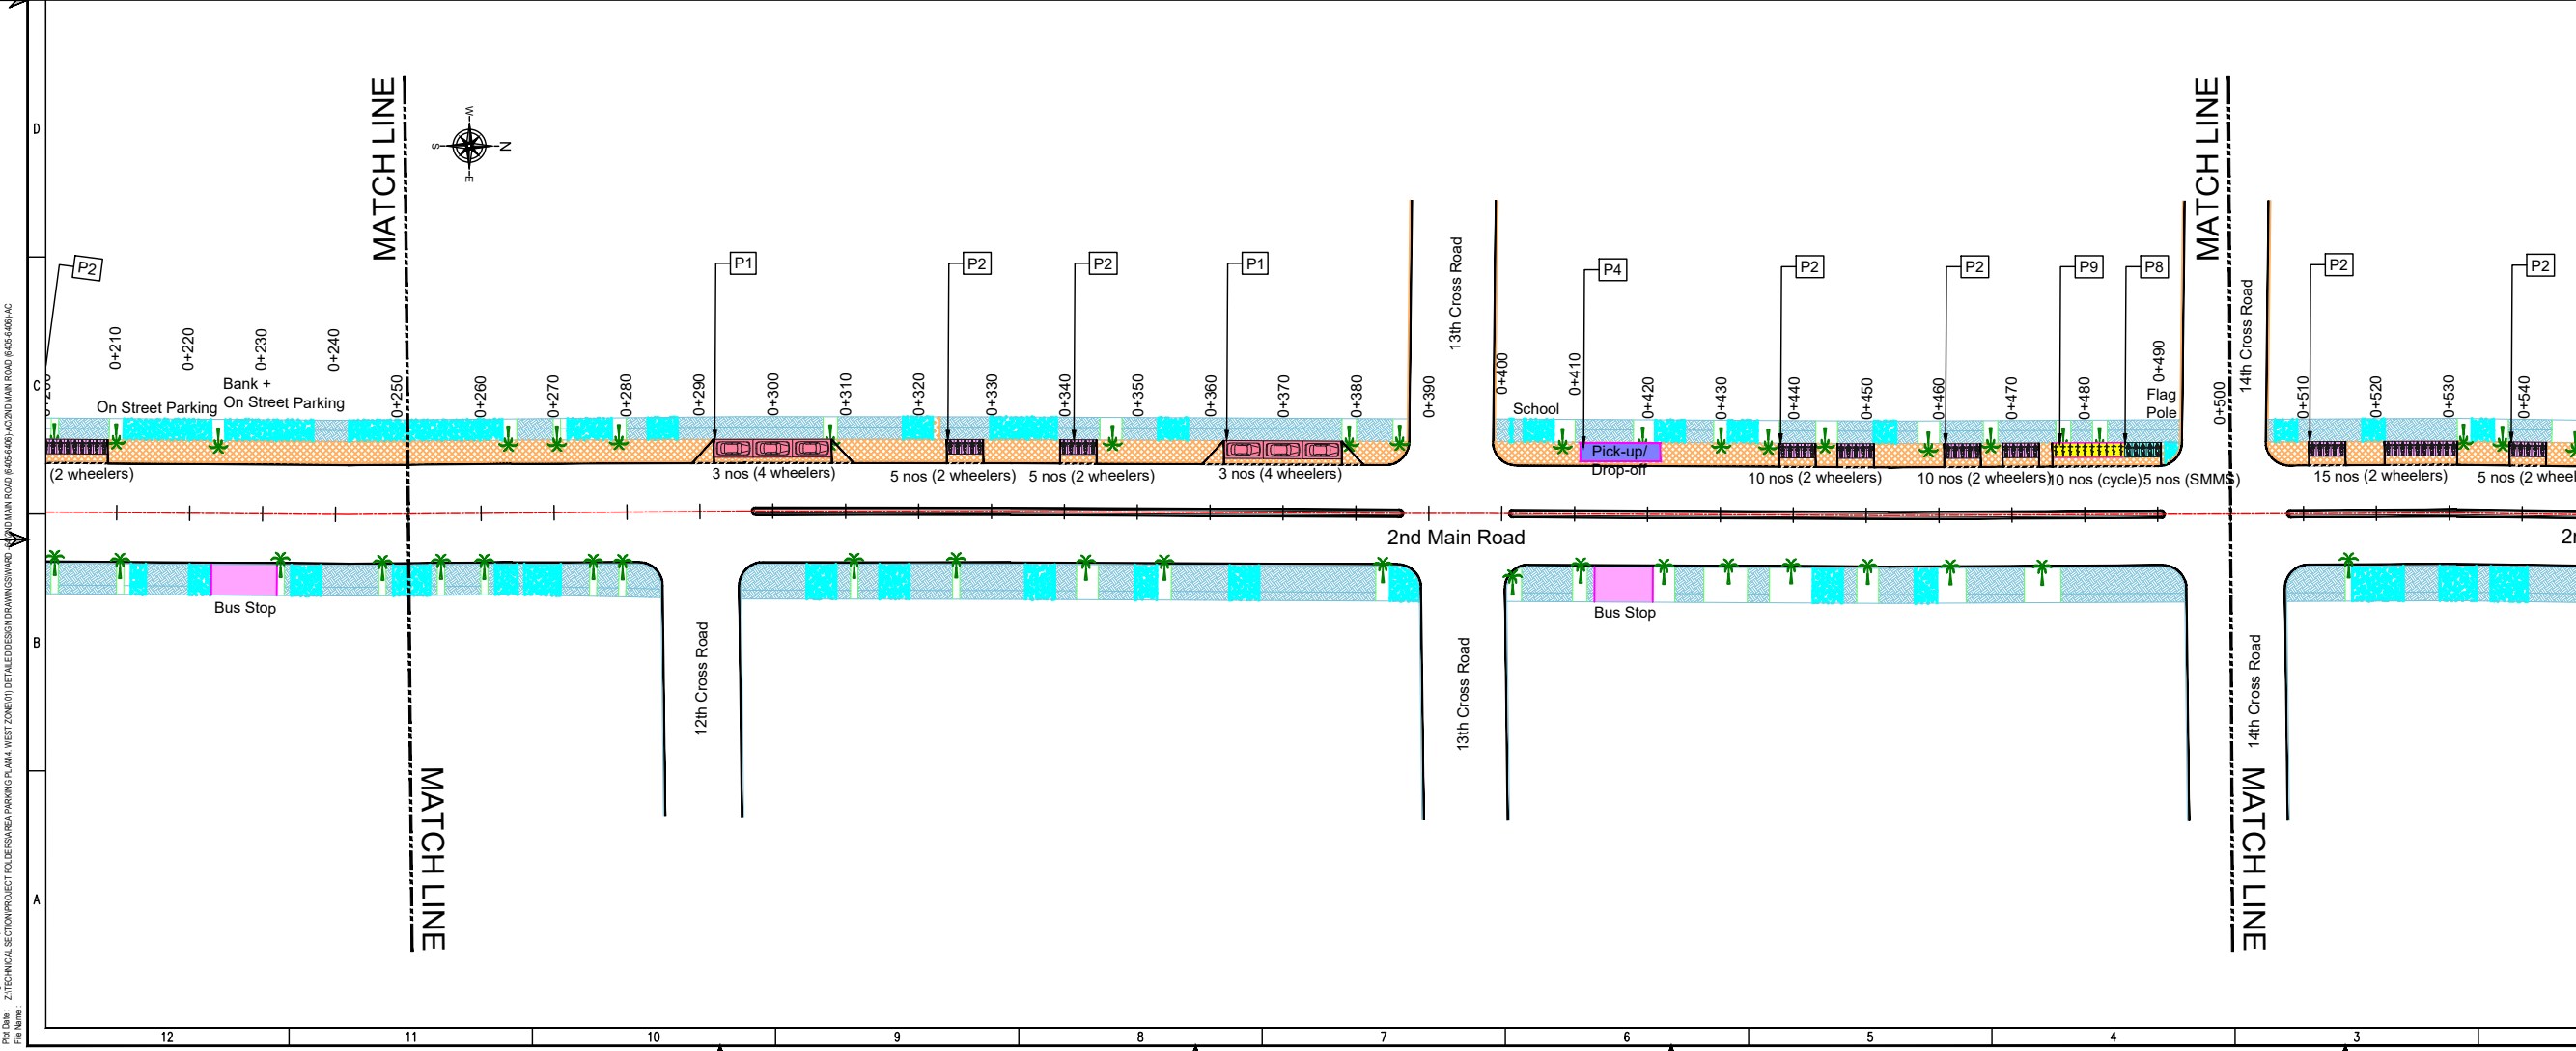 MATCH LINE
MATCH LINE
W
S
N
E
D
P2
P1
P2
P2
P1
13th Cross Road
P4
P2
P2
P9
P8
14th Cross Road
P2
P2
C
0+210
0+220
0+230
0+240
0+250
0+260
0+270
0+280
0+290
0+300
0+310
0+320
0+330
0+340
0+350
0+360
0+370
0+380
0+390
0+400
0+410
0+420
0+430
0+440
0+450
0+460
0+470
0+480
0+490
0+500
0+510
0+520
0+530
0+540
On Street Parking
Bank +
On Street Parking
School
Flag
Pole
Pick-up/
Drop-off
(2 wheelers)
3 nos (4 wheelers)
5 nos (2 wheelers)
5 nos (2 wheelers)
3 nos (4 wheelers)
10 nos (2 wheelers)
10 nos (2 wheelers)
10 nos (cycle)
5 nos (SMMS)
15 nos (2 wheelers)
5 nos (2 wheel
2nd Main Road
Bus Stop
Bus Stop
B
12th Cross Road
13th Cross Road
14th Cross Road
MATCH LINE
MATCH LINE
A
12
11
10
9
8
7
6
5
4
3
Plot Date :
File Name :